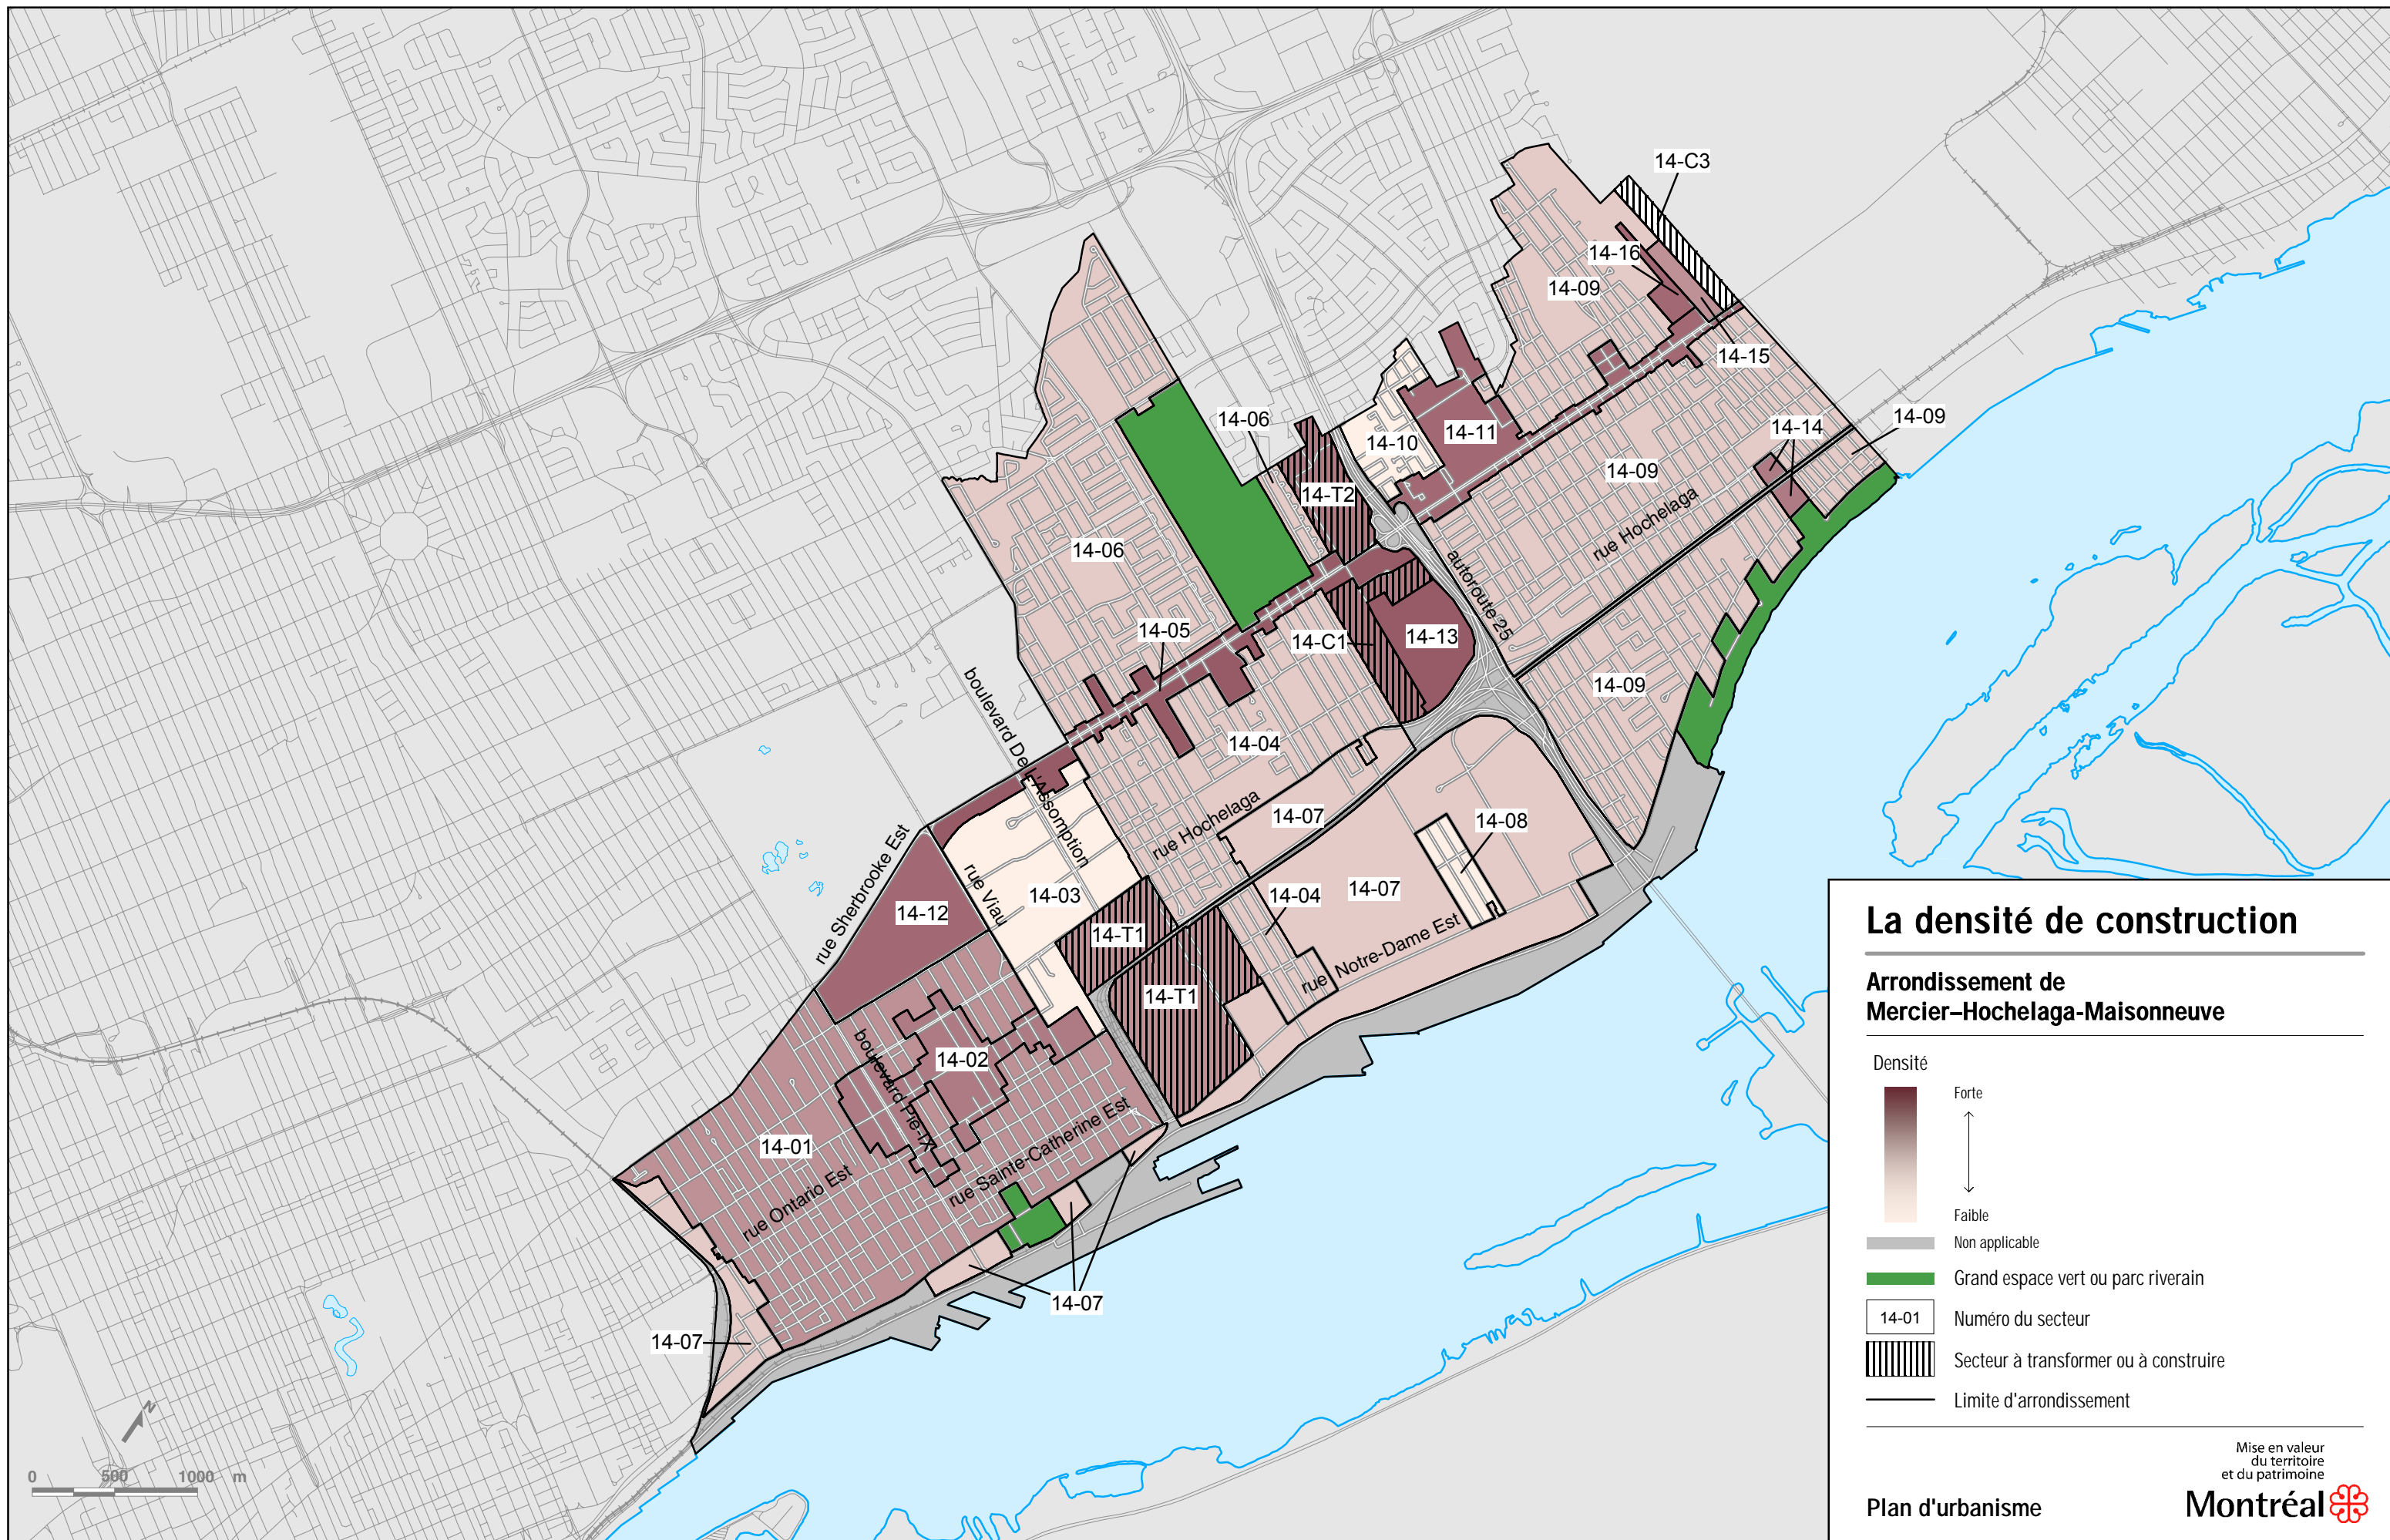 14-C3
14-16
14-09
14-15
14-06
14-09
14-14
14-10
14-11
14-09
14-T2
rue Hochelaga
14-06
autoroute 25
14-05
14-C1
14-13
14-09
boulevard De L'Assomption
14-04
rue Hochelaga
14-07
14-08
rue Sherbrooke Est
rue Viau
14-03
14-04
14-07
14-12
14-T1
rue Notre-Dame Est
14-T1
boulevard Pie-IX
14-02
14-01
rue Ontario Est
rue Sainte-Catherine Est
14-07
14-07
N
0 500 1000 m
La densité de construction
Arrondissement de
Mercier–Hochelaga-Maisonneuve
Densité
Forte
Faible
Non applicable
Grand espace vert ou parc riverain
14-01 Numéro du secteur
Secteur à transformer ou à construire
Limite d'arrondissement
Mise en valeur
du territoire
et du patrimoine
Plan d'urbanisme
Montréal